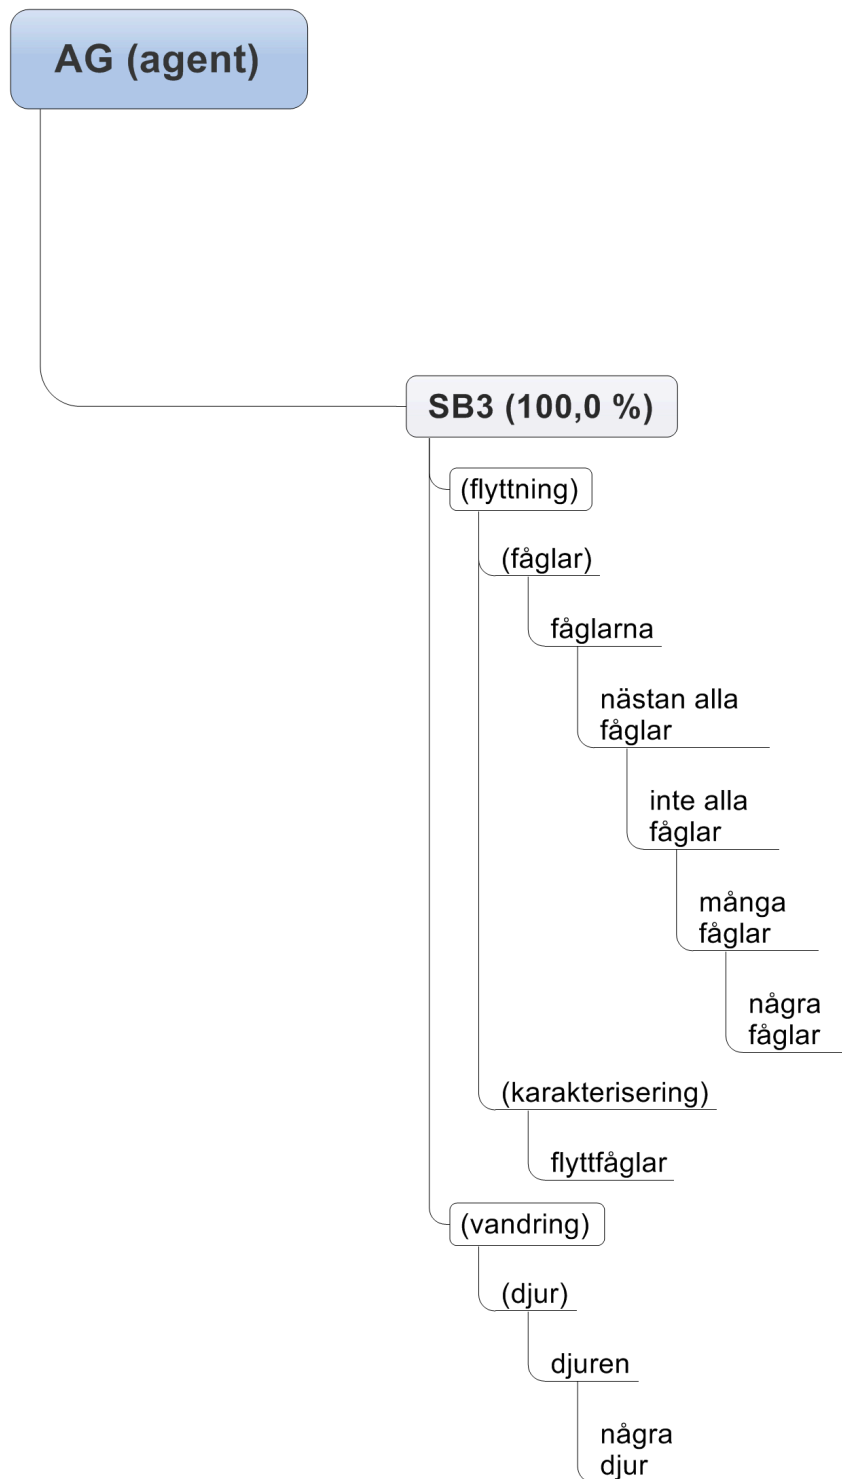 AG (agent)
SB3 (100,0 %)
(flyttning)
(fåglar)
fåglarna
nästan alla
fåglar
inte alla
fåglar
många
fåglar
några
fåglar
(karakterisering)
flyttfåglar
(vandring)
(djur)
djuren
några
djur